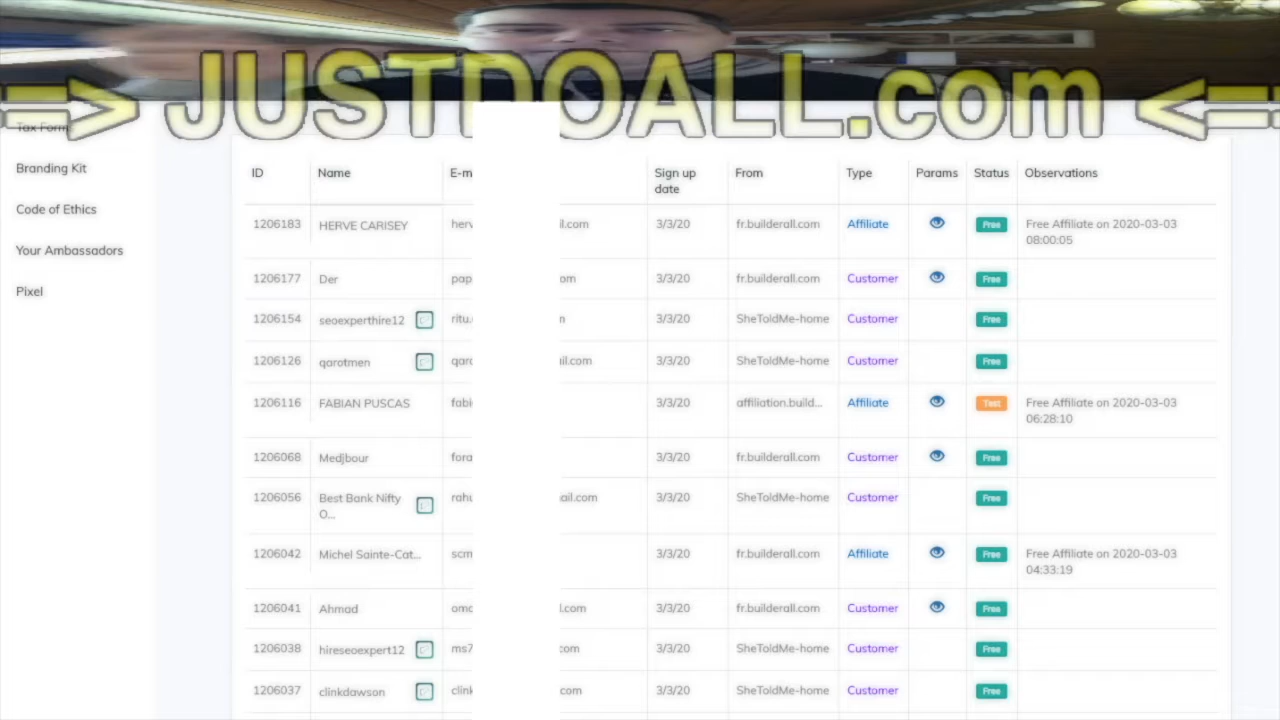 => JUSTDOALL.com <=
Tax Forms
Branding Kit
Code of Ethics
Your Ambassadors
Pixel
ID Name E-m Sign up date From Type Params Status Observations
1206183 HERVE CARISEY herv il.com 3/3/20 fr.builderall.com Affiliate Free Free Affiliate on 2020-03-03
08:00:05
1206177 Der pap om 3/3/20 fr.builderall.com Customer Free
1206154 seoexperthire12 ritu. n 3/3/20 SheToldMe-home Customer Free
1206126 qarotmen qaro ail.com 3/3/20 SheToldMe-home Customer Free
1206116 FABIAN PUSCAS fabi 3/3/20 affiliation.build... Affiliate Test Free Affiliate on 2020-03-03
06:28:10
1206068 Medjbour fora 3/3/20 fr.builderall.com Customer Free
1206056 Best Bank Nifty rahu ail.com 3/3/20 SheToldMe-home Customer Free
O...
1206042 Michel Sainte-Cat... scm 3/3/20 fr.builderall.com Affiliate Free Free Affiliate on 2020-03-03
04:33:19
1206041 Ahmad oma l.com 3/3/20 fr.builderall.com Customer Free
1206038 hireseoexpert12 ms7 com 3/3/20 SheToldMe-home Customer Free
1206037 clinkdawson clink com 3/3/20 SheToldMe-home Customer Free